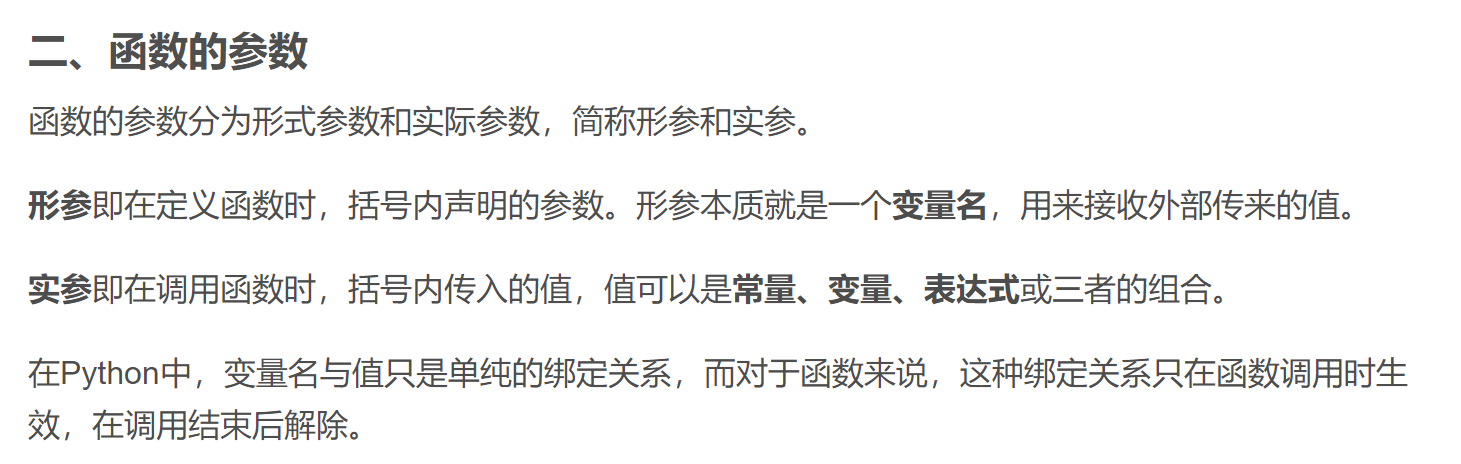 二、函数的参数
函数的参数分为形式参数和实际参数，简称形参和实参。
形参即在定义函数时，括号内声明的参数。形参本质就是一个变量名，用来接收外部传来的值。
实参即在调用函数时，括号内传入的值，值可以是常量、变量、表达式或三者的组合。
在Python中，变量名与值只是单纯的绑定关系，而对于函数来说，这种绑定关系只在函数调用时生
效，在调用结束后解除。